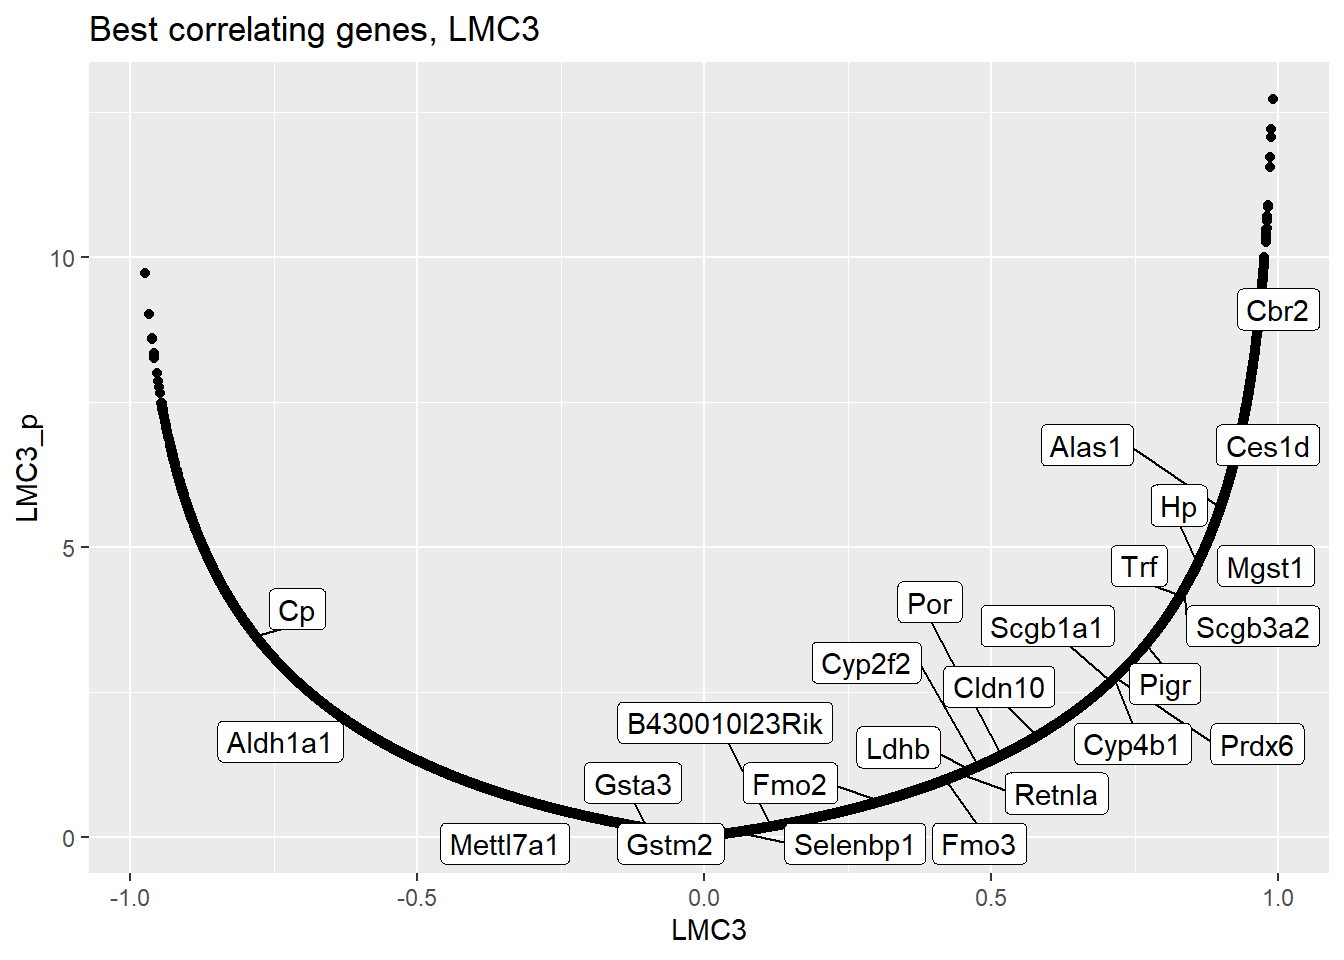 Best correlating genes, LMC3
LMC3_p
10
5
0
Cbr2
Alas1
Ces1d
Hp
Trf
Mgst1
Cp
Por
Scgb1a1
Scgb3a2
Cyp2f2
Cldn10
Pigr
B430010I23Rik
Aldh1a1
Ldhb
Cyp4b1
Prdx6
Gsta3
Fmo2
Retnla
Mettl7a1
Gstm2
Selenbp1
Fmo3
-1.0
-0.5
0.0
0.5
1.0
LMC3